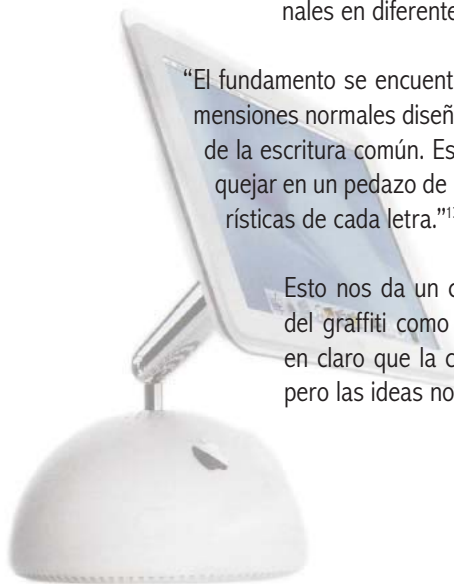 nales en diferente
“El fundamento se encuent
mensiones normales diseñ
de la escritura común. Es
quejar en un pedazo de
rísticas de cada letra.”
Esto nos da un
del graffiti como
en claro que la
pero las ideas no